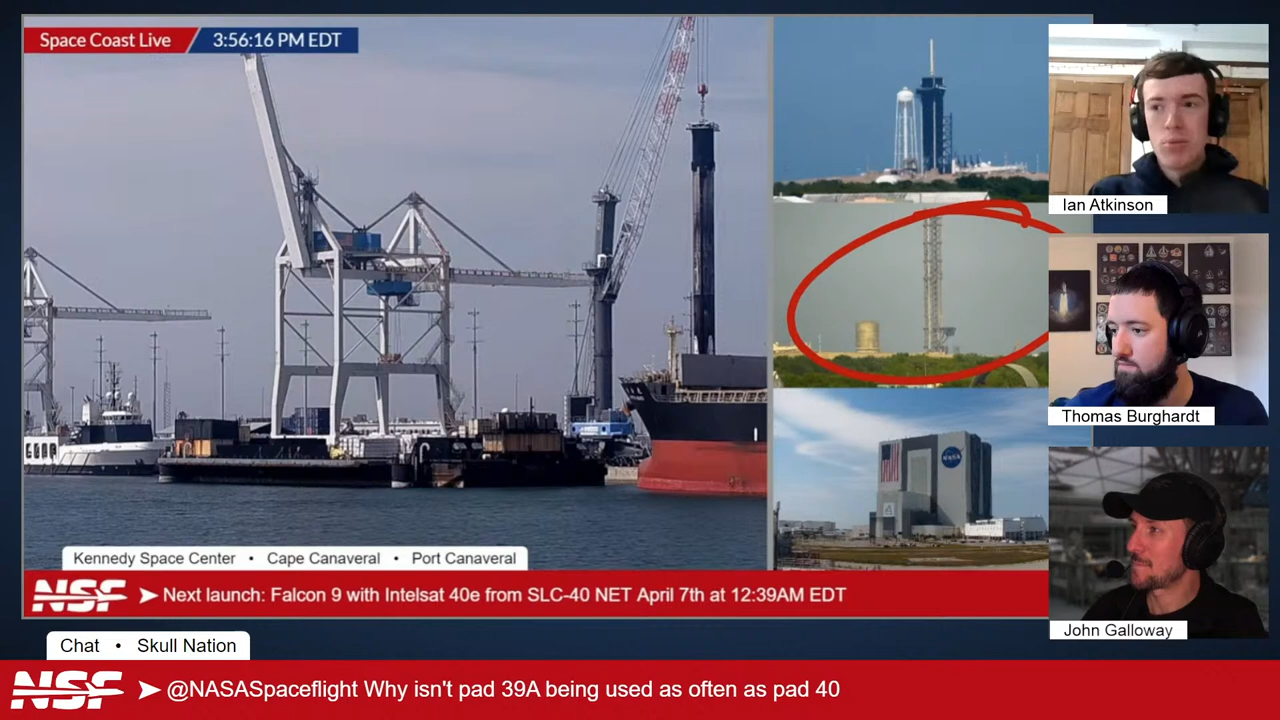 Space Coast Live
3:56:16 PM EDT
Ian Atkinson
Thomas Burghardt
NASA
Kennedy Space Center • Cape Canaveral • Port Canaveral
NSF Next launch: Falcon 9 with Intelsat 40e from SLC-40 NET April 7th at 12:39AM EDT
John Galloway
Chat • Skull Nation
NSF @NASASpaceflight Why isn't pad 39A being used as often as pad 40